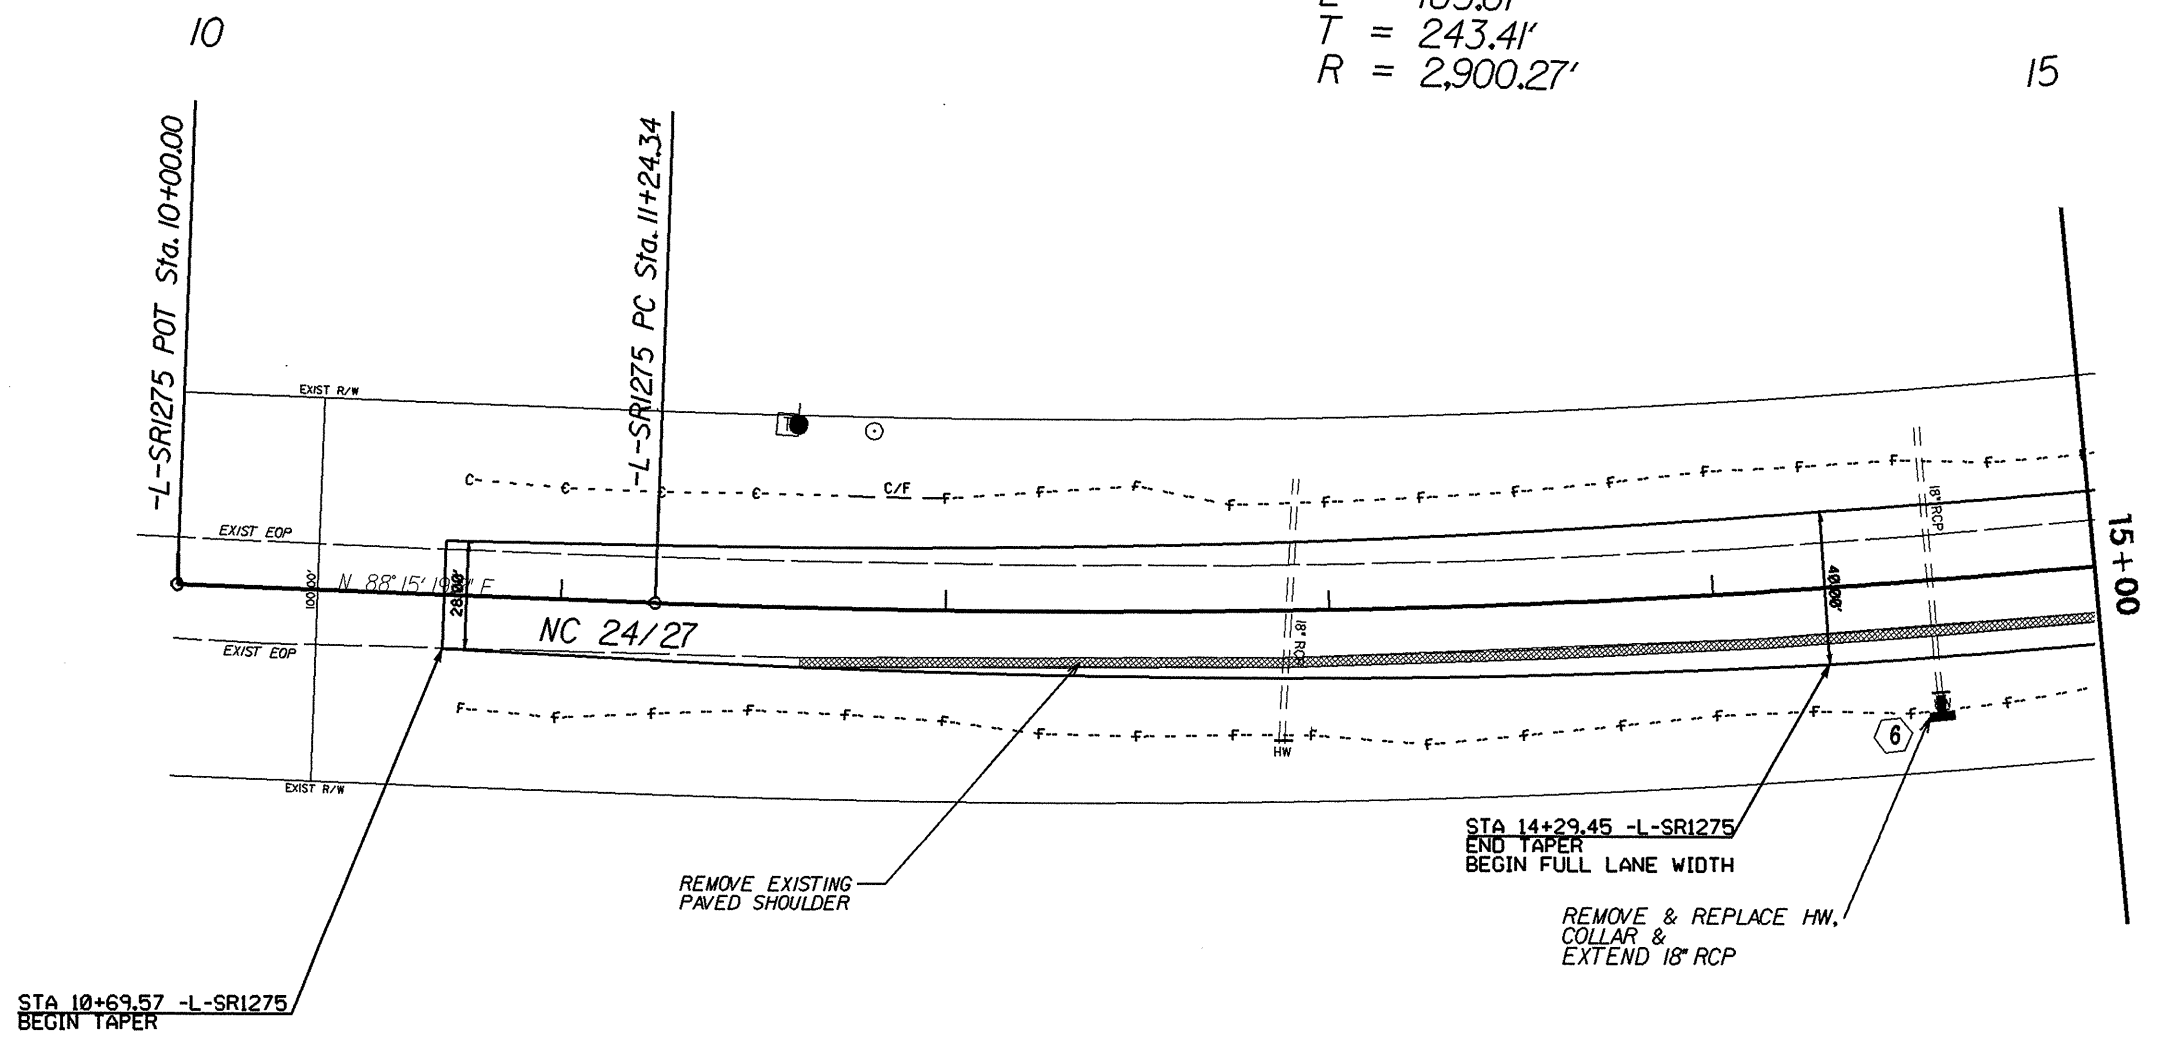 10
T = 243.41'
R = 2,900.27'
15
-L-SR1275 POT Sta. 10+00.00
-L-SR1275 PC Sta. 11+24.34
EXIST R/W
T
C C C C C/F F F F F F F F F F F F F
18" RCP
EXIST EOP
15+00
100.00'
28.00'
40.00'
NC 24/27
18" RCP
EXIST EOP
F F F F F F F F F F F F F F F F F
6
HW
EXIST R/W
STA 14+29.45 -L-SR1275
END TAPER
BEGIN FULL LANE WIDTH
REMOVE EXISTING
PAVED SHOULDER
REMOVE & REPLACE HW,
COLLAR &
EXTEND 18" RCP
STA 10+69.57 -L-SR1275
BEGIN TAPER